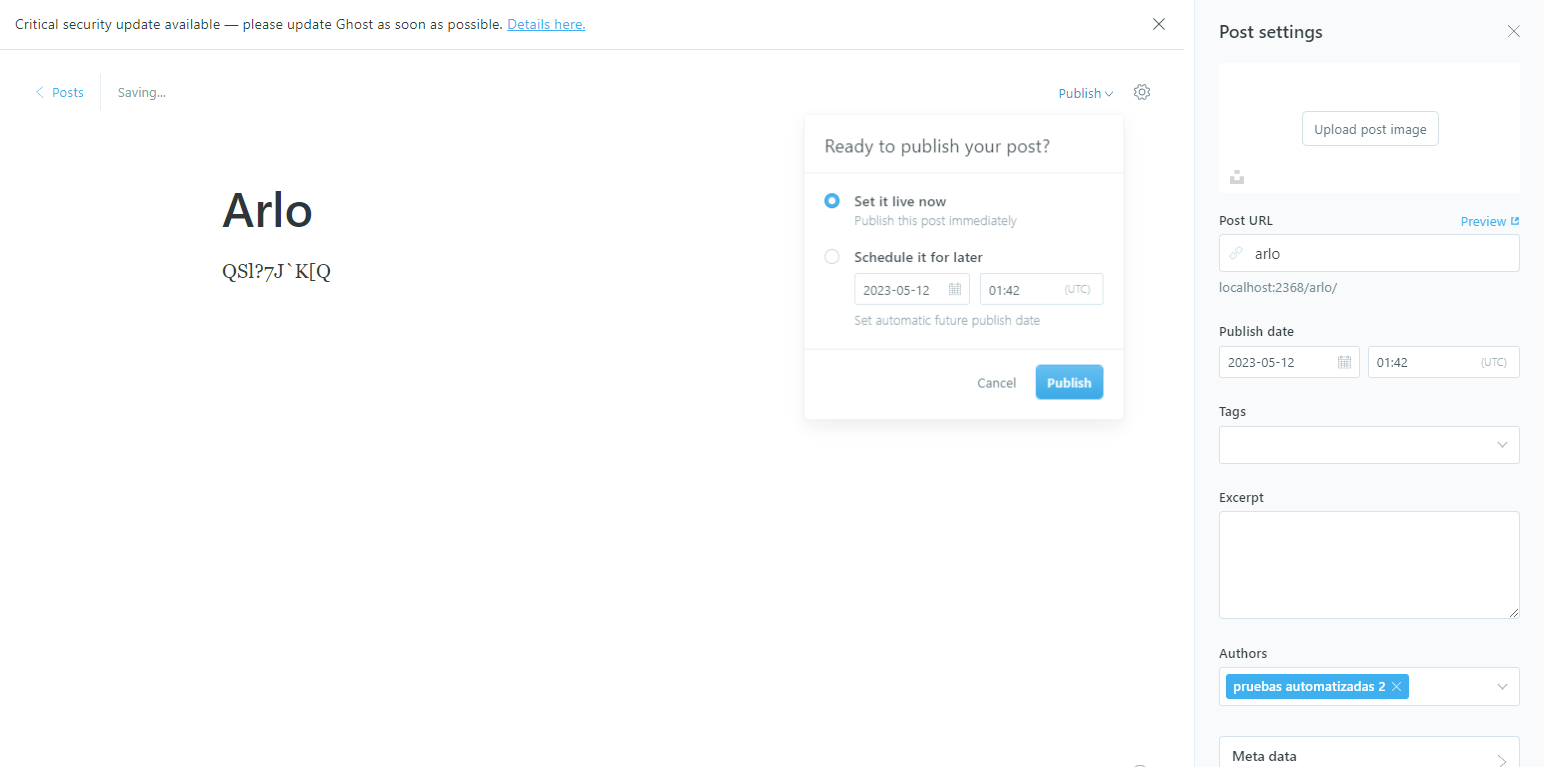 Critical security update available — please update Ghost as soon as possible. Details here.
Posts
Saving...
Publish
Ready to publish your post?
Set it live now
Publish this post immediately
Schedule it for later
2023-05-12
01:42
(UTC)
Set automatic future publish date
Cancel
Publish
Arlo
QSl?7J`K[Q
Post settings
Upload post image
Post URL
Preview
arlo
localhost:2368/arlo/
Publish date
2023-05-12
01:42
(UTC)
Tags
Excerpt
Authors
pruebas automatizadas 2
Meta data